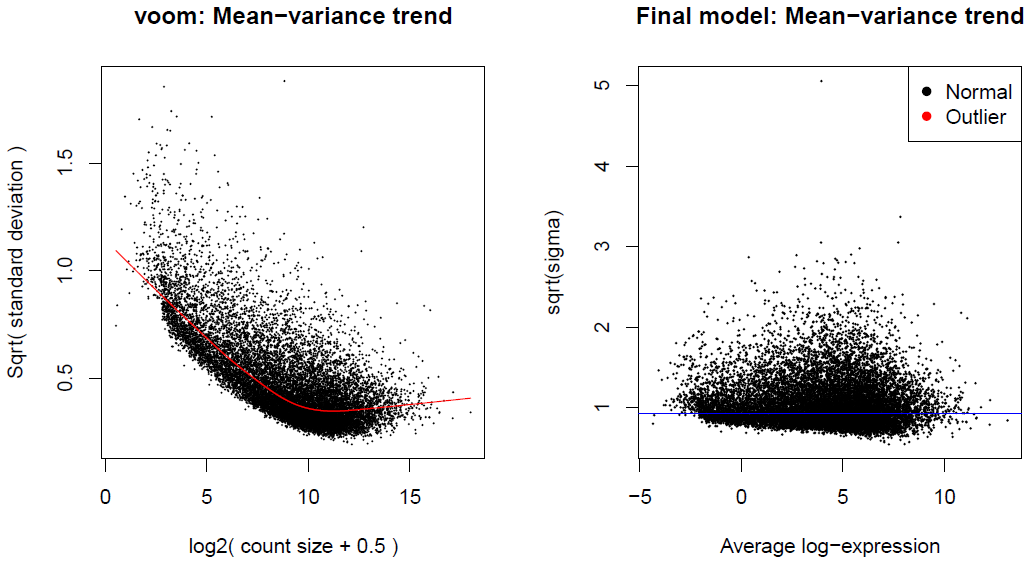 voom: Mean−variance trend
Sqrt( standard deviation )
1.5
1.0
0.5
0
5
10
15
log2( count size + 0.5 )
Final model: Mean−variance trend
Normal
Outlier
sqrt(sigma)
5
4
3
2
1
−5
0
5
10
Average log−expression